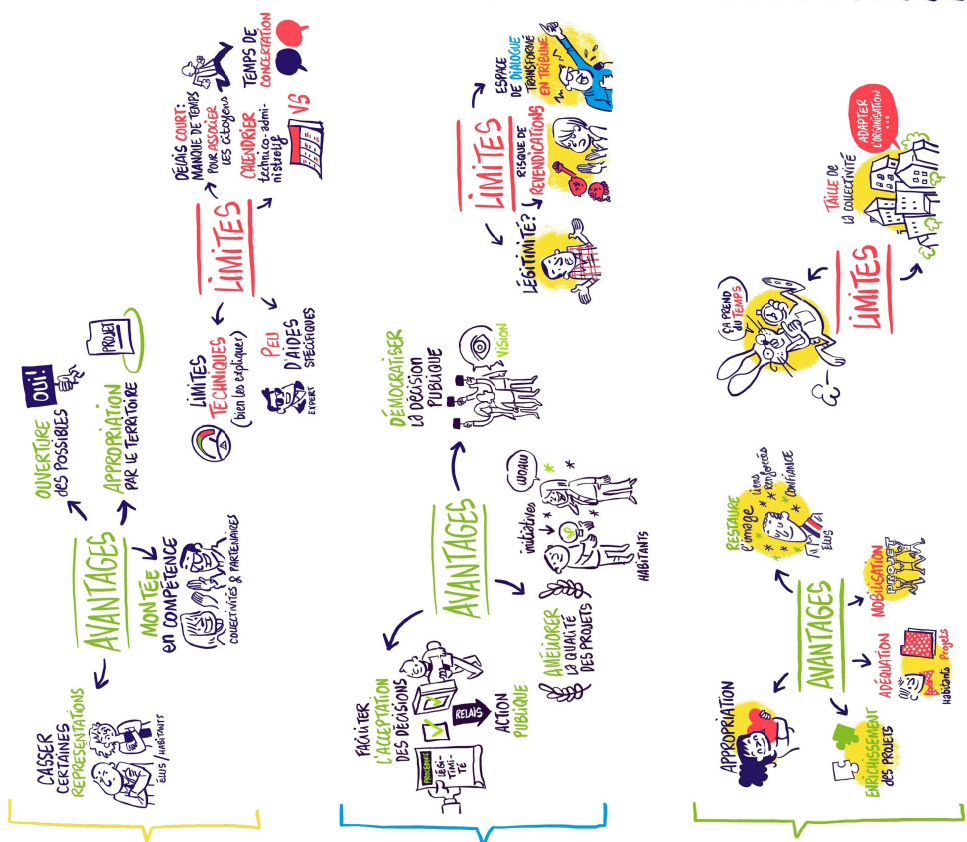 ENRICHISSEMENT
des PROJETS
APPROPRIATION
AVANTAGES
ADÉQUATION
Habitants Projets
MOBILISATION
PROJET
RESTAURE
l'image
liens
renforcés
CONFIANCE
ÉLUS
LIMITES
ÇA PREND
DU TEMPS
TAILLE DE
LA COLLECTIVITÉ
ADAPTER
L'ORGANISATION
...
FACILITER
L'ACCEPTATION
DES DÉCISIONS
PROCÉDURE
LÉGI-
TIMI-
TÉ
RELAIS
ACTION
PUBLIQUE
AVANTAGES
AMÉLIORER
LA QUALITÉ
DES PROJETS
initiatives
WOAW
HABITANTS
DÉMOCRATISER
LA DÉCISION
PUBLIQUE
VISION
LIMITES
LÉGITIMITÉ?
RISQUE DE
REVENDICATIONS
ESPACE
DE DIALOGUE
TRANSFORMÉ
EN TRIBUNE
CASSER
CERTAINES
REPRÉSENTATIONS
ÉLUS / HABITANTS
AVANTAGES
MONTÉE
en COMPÉTENCE
COLLECTIVITÉS & PARTENAIRES
OUVERTURE
des POSSIBLES
OUI!
APPROPRIATION
PAR LE TERRITOIRE
PROJET
LIMITES
LIMITES
TECHNIQUES
(bien les expliquer)
PEU
D'AIDES
SPÉCIFIQUES
EXPERT
DÉLAIS COURT:
MANQUE DE TEMPS
POUR ASSOCIER
LES citoyens
CALENDRIER
technico-admi-
nistratif
VS
TEMPS DE
CONCERTATION